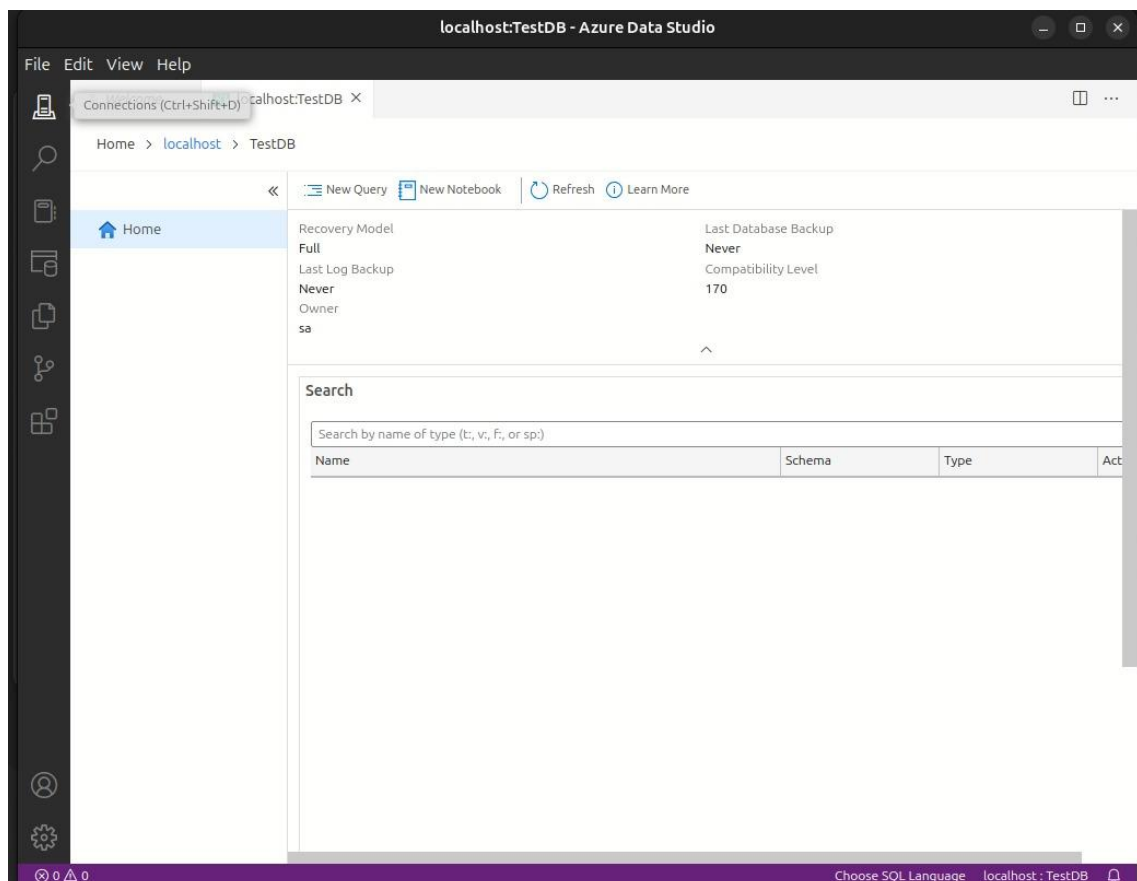 localhost:TestDB - Azure Data Studio
File Edit View Help
Connections (Ctrl+Shift+D)
localhost:TestDB
Home > localhost > TestDB
New Query New Notebook Refresh Learn More
Home
Recovery Model
Full
Last Database Backup
Never
Last Log Backup
Never
Compatibility Level
170
Owner
sa
Search
Search by name of type (t:, v:, f:, or sp:)
Name Schema Type Act
0 0 Choose SQL Language localhost : TestDB